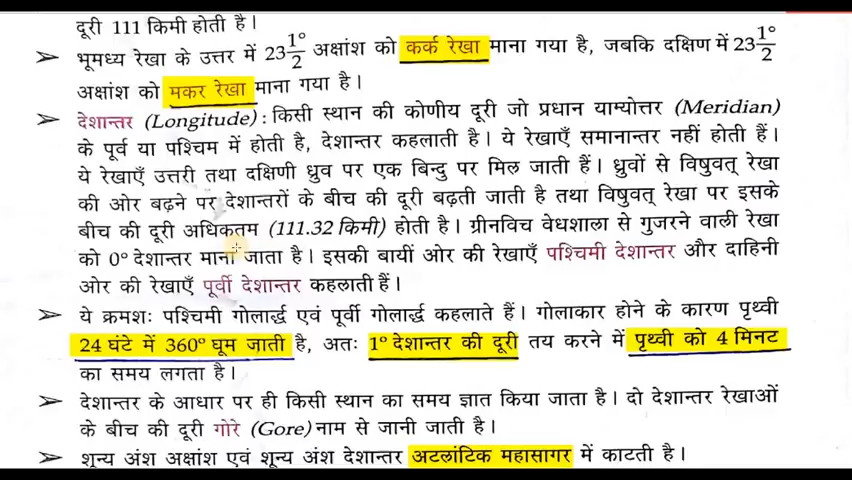 दूरी 111 किमी होती है।
➢ भूमध्य रेखा के उत्तर में 23 1°/2 अक्षांश को कर्क रेखा माना गया है, जबकि दक्षिण में 23 1°/2
अक्षांश को मकर रेखा माना गया है।
➢ देशान्तर (Longitude) : किसी स्थान की कोणीय दूरी जो प्रधान याम्योत्तर (Meridian)
के पूर्व या पश्चिम में होती है, देशान्तर कहलाती है। ये रेखाएँ समानान्तर नहीं होती हैं।
ये रेखाएँ उत्तरी तथा दक्षिणी ध्रुव पर एक बिन्दु पर मिल जाती हैं। ध्रुवों से विषुवत् रेखा
की ओर बढ़ने पर देशान्तरों के बीच की दूरी बढ़ती जाती है तथा विषुवत् रेखा पर इसके
बीच की दूरी अधिकतम (111.32 किमी) होती है। ग्रीनविच वेधशाला से गुजरने वाली रेखा
को 0° देशान्तर माना जाता है। इसकी बायीं ओर की रेखाएँ पश्चिमी देशान्तर और दाहिनी
ओर की रेखाएँ पूर्वी देशान्तर कहलाती हैं।
➢ ये क्रमशः पश्चिमी गोलार्द्ध एवं पूर्वी गोलार्द्ध कहलाते हैं। गोलाकार होने के कारण पृथ्वी
24 घंटे में 360° घूम जाती है, अतः 1° देशान्तर की दूरी तय करने में पृथ्वी को 4 मिनट
का समय लगता है।
➢ देशान्तर के आधार पर ही किसी स्थान का समय ज्ञात किया जाता है। दो देशान्तर रेखाओं
के बीच की दूरी गोरे (Gore) नाम से जानी जाती है।
➢ शून्य अंश अक्षांश एवं शून्य अंश देशान्तर अटलांटिक महासागर में काटती है।